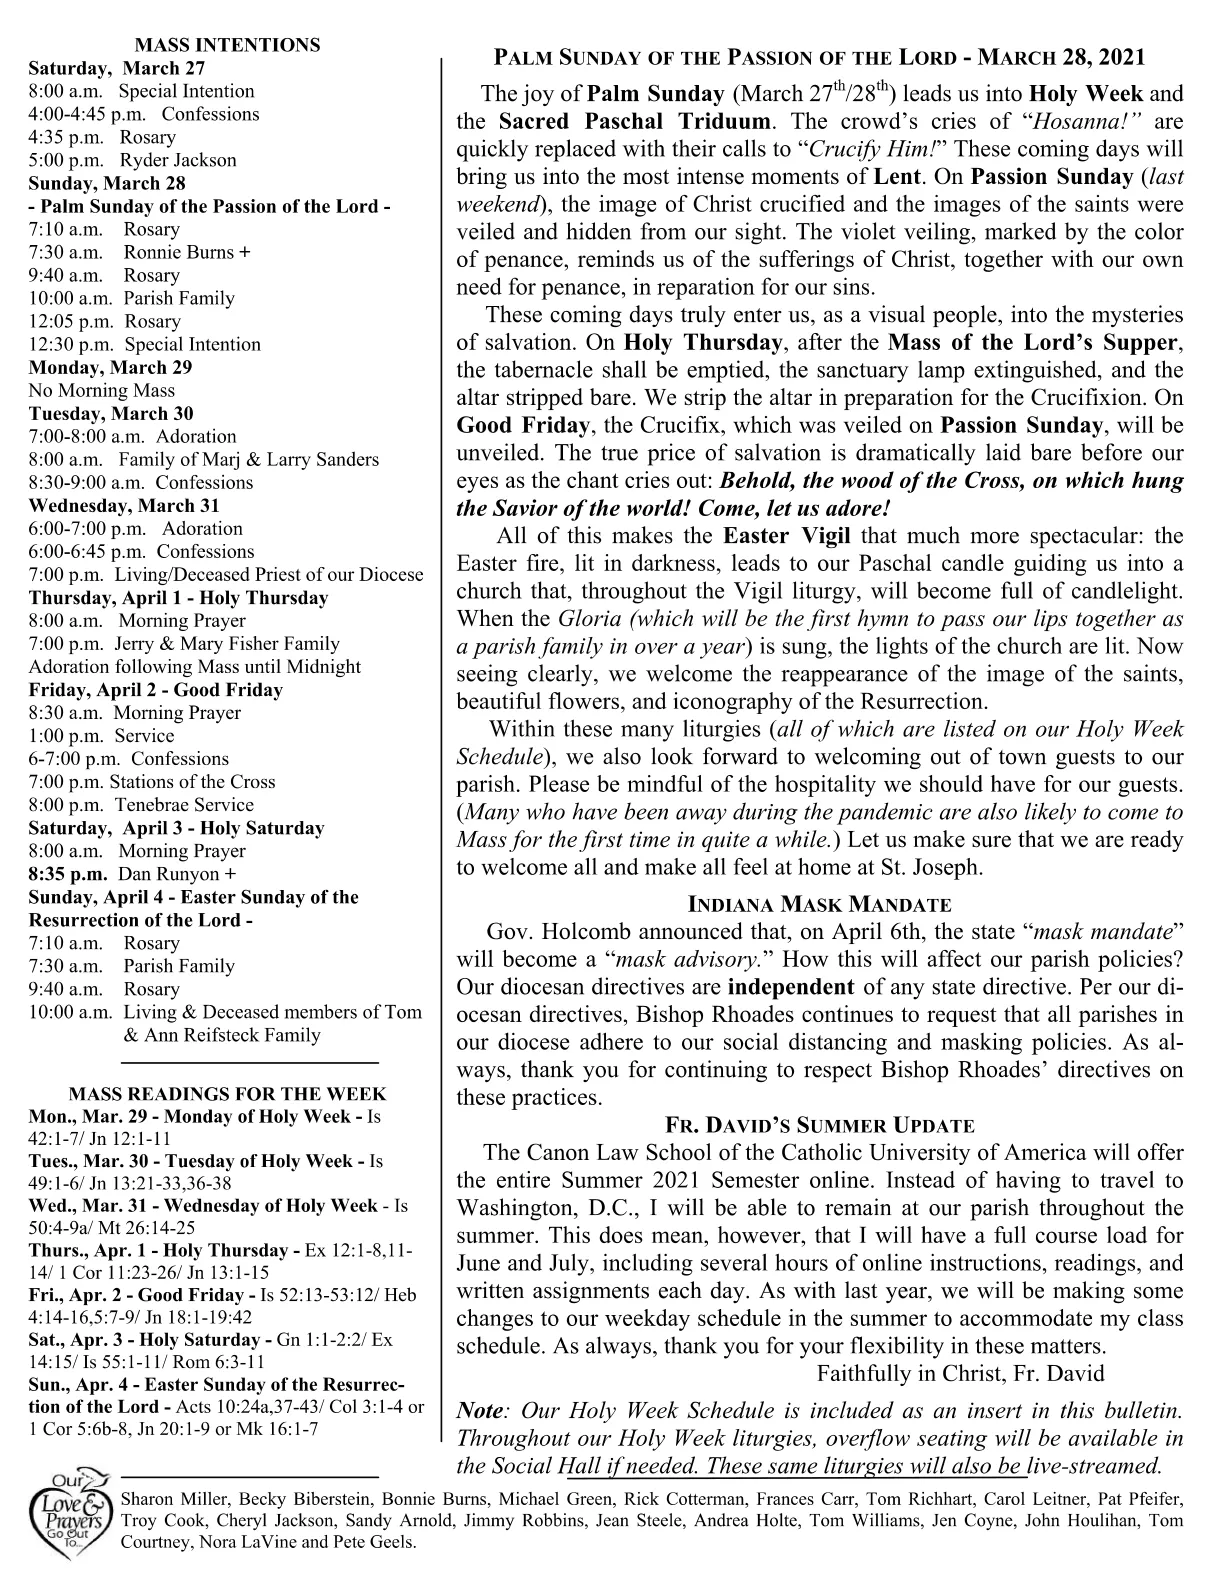 MASS INTENTIONS
Saturday, March 27
8:00 a.m. Special Intention
4:00-4:45 p.m. Confessions
4:35 p.m. Rosary
5:00 p.m. Ryder Jackson
Sunday, March 28
- Palm Sunday of the Passion of the Lord -
7:10 a.m. Rosary
7:30 a.m. Ronnie Burns +
9:40 a.m. Rosary
10:00 a.m. Parish Family
12:05 p.m. Rosary
12:30 p.m. Special Intention
Monday, March 29
No Morning Mass
Tuesday, March 30
7:00-8:00 a.m. Adoration
8:00 a.m. Family of Marj & Larry Sanders
8:30-9:00 a.m. Confessions
Wednesday, March 31
6:00-7:00 p.m. Adoration
6:00-6:45 p.m. Confessions
7:00 p.m. Living/Deceased Priest of our Diocese
Thursday, April 1 - Holy Thursday
8:00 a.m. Morning Prayer
7:00 p.m. Jerry & Mary Fisher Family
Adoration following Mass until Midnight
Friday, April 2 - Good Friday
8:30 a.m. Morning Prayer
1:00 p.m. Service
6-7:00 p.m. Confessions
7:00 p.m. Stations of the Cross
8:00 p.m. Tenebrae Service
Saturday, April 3 - Holy Saturday
8:00 a.m. Morning Prayer
8:35 p.m. Dan Runyon +
Sunday, April 4 - Easter Sunday of the
Resurrection of the Lord -
7:10 a.m. Rosary
7:30 a.m. Parish Family
9:40 a.m. Rosary
10:00 a.m. Living & Deceased members of Tom
& Ann Reifsteck Family
MASS READINGS FOR THE WEEK
Mon., Mar. 29 - Monday of Holy Week - Is
42:1-7/ Jn 12:1-11
Tues., Mar. 30 - Tuesday of Holy Week - Is
49:1-6/ Jn 13:21-33,36-38
Wed., Mar. 31 - Wednesday of Holy Week - Is
50:4-9a/ Mt 26:14-25
Thurs., Apr. 1 - Holy Thursday - Ex 12:1-8,11-
14/ 1 Cor 11:23-26/ Jn 13:1-15
Fri., Apr. 2 - Good Friday - Is 52:13-53:12/ Heb
4:14-16,5:7-9/ Jn 18:1-19:42
Sat., Apr. 3 - Holy Saturday - Gn 1:1-2:2/ Ex
14:15/ Is 55:1-11/ Rom 6:3-11
Sun., Apr. 4 - Easter Sunday of the Resurrec-
tion of the Lord - Acts 10:24a,37-43/ Col 3:1-4 or
1 Cor 5:6b-8, Jn 20:1-9 or Mk 16:1-7
PALM SUNDAY OF THE PASSION OF THE LORD - MARCH 28, 2021
The joy of Palm Sunday (March 27th/28th) leads us into Holy Week and
the Sacred Paschal Triduum. The crowd's cries of “Hosanna!” are
quickly replaced with their calls to “Crucify Him!” These coming days will
bring us into the most intense moments of Lent. On Passion Sunday (last
weekend), the image of Christ crucified and the images of the saints were
veiled and hidden from our sight. The violet veiling, marked by the color
of penance, reminds us of the sufferings of Christ, together with our own
need for penance, in reparation for our sins.
These coming days truly enter us, as a visual people, into the mysteries
of salvation. On Holy Thursday, after the Mass of the Lord's Supper,
the tabernacle shall be emptied, the sanctuary lamp extinguished, and the
altar stripped bare. We strip the altar in preparation for the Crucifixion. On
Good Friday, the Crucifix, which was veiled on Passion Sunday, will be
unveiled. The true price of salvation is dramatically laid bare before our
eyes as the chant cries out: Behold, the wood of the Cross, on which hung
the Savior of the world! Come, let us adore!
All of this makes the Easter Vigil that much more spectacular: the
Easter fire, lit in darkness, leads to our Paschal candle guiding us into a
church that, throughout the Vigil liturgy, will become full of candlelight.
When the Gloria (which will be the first hymn to pass our lips together as
a parish family in over a year) is sung, the lights of the church are lit. Now
seeing clearly, we welcome the reappearance of the image of the saints,
beautiful flowers, and iconography of the Resurrection.
Within these many liturgies (all of which are listed on our Holy Week
Schedule), we also look forward to welcoming out of town guests to our
parish. Please be mindful of the hospitality we should have for our guests.
(Many who have been away during the pandemic are also likely to come to
Mass for the first time in quite a while.) Let us make sure that we are ready
to welcome all and make all feel at home at St. Joseph.
INDIANA MASK MANDATE
Gov. Holcomb announced that, on April 6th, the state “mask mandate”
will become a “mask advisory.” How this will affect our parish policies?
Our diocesan directives are independent of any state directive. Per our di-
ocesan directives, Bishop Rhoades continues to request that all parishes in
our diocese adhere to our social distancing and masking policies. As al-
ways, thank you for continuing to respect Bishop Rhoades' directives on
these practices.
FR. DAVID'S SUMMER UPDATE
The Canon Law School of the Catholic University of America will offer
the entire Summer 2021 Semester online. Instead of having to travel to
Washington, D.C., I will be able to remain at our parish throughout the
summer. This does mean, however, that I will have a full course load for
June and July, including several hours of online instructions, readings, and
written assignments each day. As with last year, we will be making some
changes to our weekday schedule in the summer to accommodate my class
schedule. As always, thank you for your flexibility in these matters.
Faithfully in Christ, Fr. David
Note: Our Holy Week Schedule is included as an insert in this bulletin.
Throughout our Holy Week liturgies, overflow seating will be available in
the Social Hall if needed. These same liturgies will also be live-streamed.
Our
Love &
Prayers
Go Out
To...
Sharon Miller, Becky Biberstein, Bonnie Burns, Michael Green, Rick Cotterman, Frances Carr, Tom Richhart, Carol Leitner, Pat Pfeifer,
Troy Cook, Cheryl Jackson, Sandy Arnold, Jimmy Robbins, Jean Steele, Andrea Holte, Tom Williams, Jen Coyne, John Houlihan, Tom
Courtney, Nora LaVine and Pete Geels.